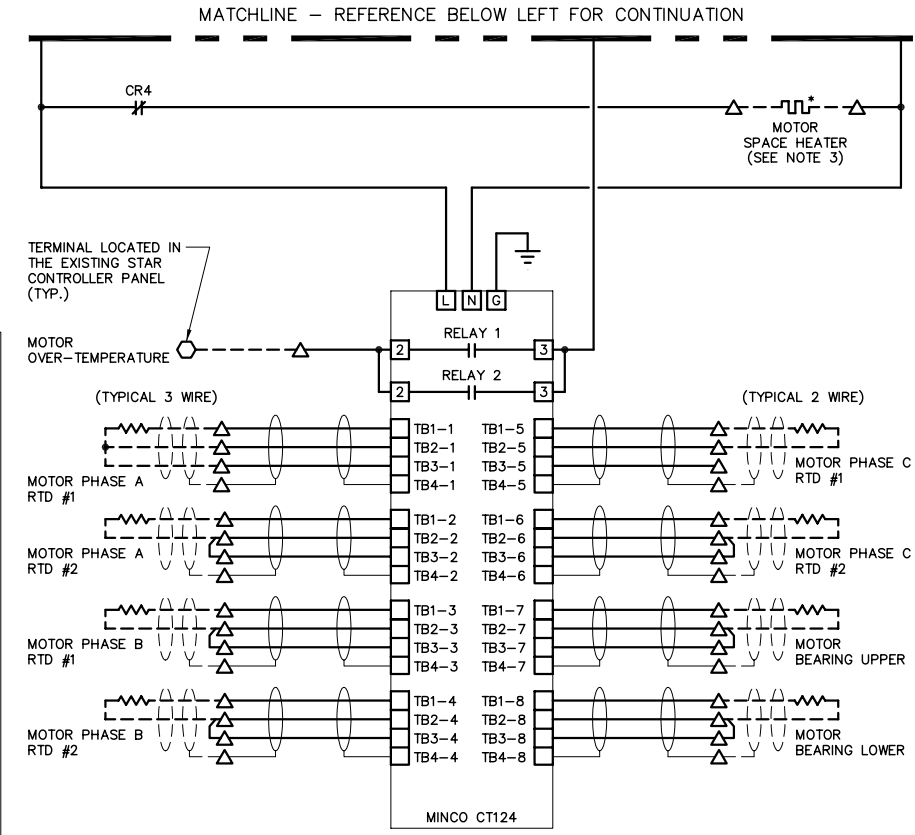 MATCHLINE – REFERENCE BELOW LEFT FOR CONTINUATION
CR4
*
MOTOR
SPACE HEATER
(SEE NOTE 3)
TERMINAL LOCATED IN
THE EXISTING STAR
CONTROLLER PANEL
(TYP.)
L N G
MOTOR
OVER-TEMPERATURE
2 RELAY 1 3
2 RELAY 2 3
(TYPICAL 3 WIRE)
(TYPICAL 2 WIRE)
TB1-1 TB1-5
TB2-1 TB2-5
TB3-1 TB3-5
TB4-1 TB4-5
MOTOR PHASE A
RTD #1
MOTOR PHASE C
RTD #1
TB1-2 TB1-6
TB2-2 TB2-6
TB3-2 TB3-6
TB4-2 TB4-6
MOTOR PHASE A
RTD #2
MOTOR PHASE C
RTD #2
TB1-3 TB1-7
TB2-3 TB2-7
TB3-3 TB3-7
TB4-3 TB4-7
MOTOR PHASE B
RTD #1
MOTOR
BEARING UPPER
TB1-4 TB1-8
TB2-4 TB2-8
TB3-4 TB3-8
TB4-4 TB4-8
MOTOR PHASE B
RTD #2
MOTOR
BEARING LOWER
MINCO CT124